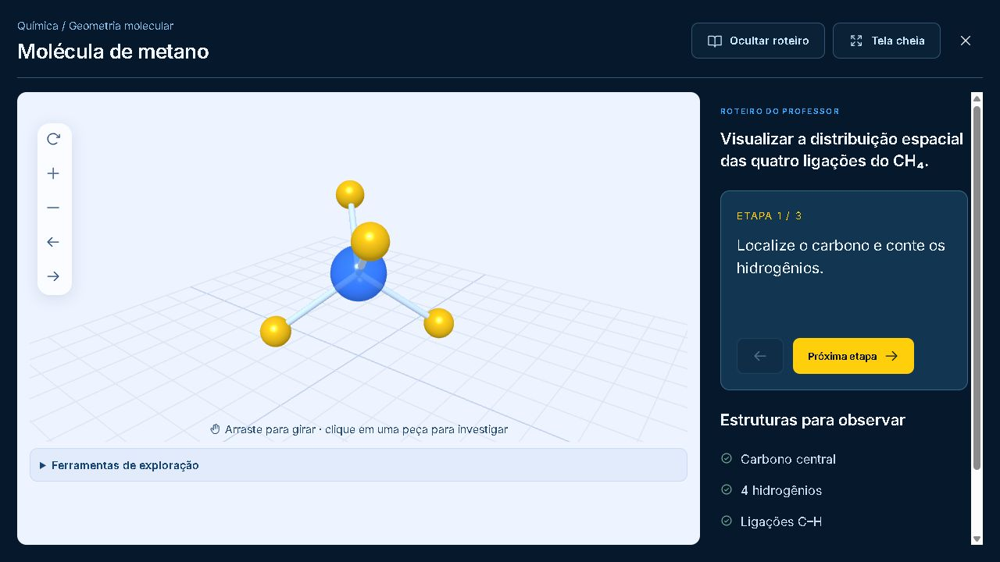 Química / Geometria molecular
Molécula de metano
Ocultar roteiro
Tela cheia
Arraste para girar · clique em uma peça para investigar
Ferramentas de exploração
ROTEIRO DO PROFESSOR
Visualizar a distribuição espacial
das quatro ligações do CH₄.
ETAPA 1 / 3
Localize o carbono e conte os
hidrogênios.
Próxima etapa
Estruturas para observar
Carbono central
4 hidrogênios
Ligações C–H